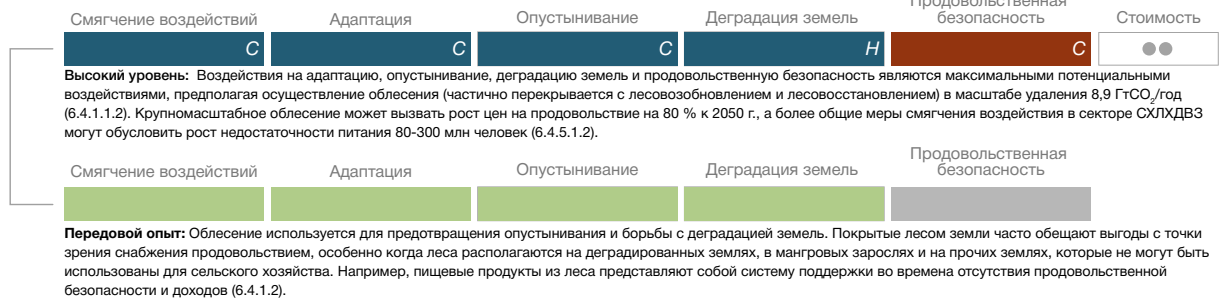 Смягчение воздействий Адаптация Опустынивание Деградация земель Продовольственная безопасность Стоимость
С С С Н С
Высокий уровень: Воздействия на адаптацию, опустынивание, деградацию земель и продовольственную безопасность являются максимальными потенциальными
воздействиями, предполагая осуществление облесения (частично перекрывается с лесовозобновлением и лесовосстановлением) в масштабе удаления 8,9 ГтCO₂/год
(6.4.1.1.2). Крупномасштабное облесение может вызвать рост цен на продовольствие на 80 % к 2050 г., а более общие меры смягчения воздействия в секторе СХЛХДВЗ
могут обусловить рост недостаточности питания 80-300 млн человек (6.4.5.1.2).
Смягчение воздействий Адаптация Опустынивание Деградация земель Продовольственная безопасность
Передовой опыт: Облесение используется для предотвращения опустынивания и борьбы с деградацией земель. Покрытые лесом земли часто обещают выгоды с точки
зрения снабжения продовольствием, особенно когда леса располагаются на деградированных землях, в мангровых зарослях и на прочих землях, которые не могут быть
использованы для сельского хозяйства. Например, пищевые продукты из леса представляют собой систему поддержки во времена отсутствия продовольственной
безопасности и доходов (6.4.1.2).